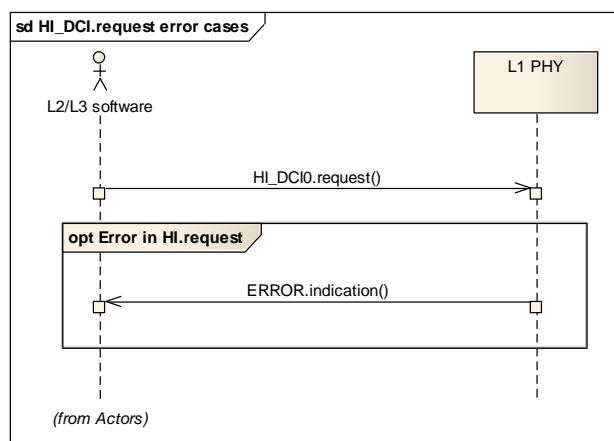 sd HI_DCI.request error cases
L2/L3 software
L1 PHY
HI_DCI0.request()
opt Error in HI.request
ERROR.indication()
(from Actors)